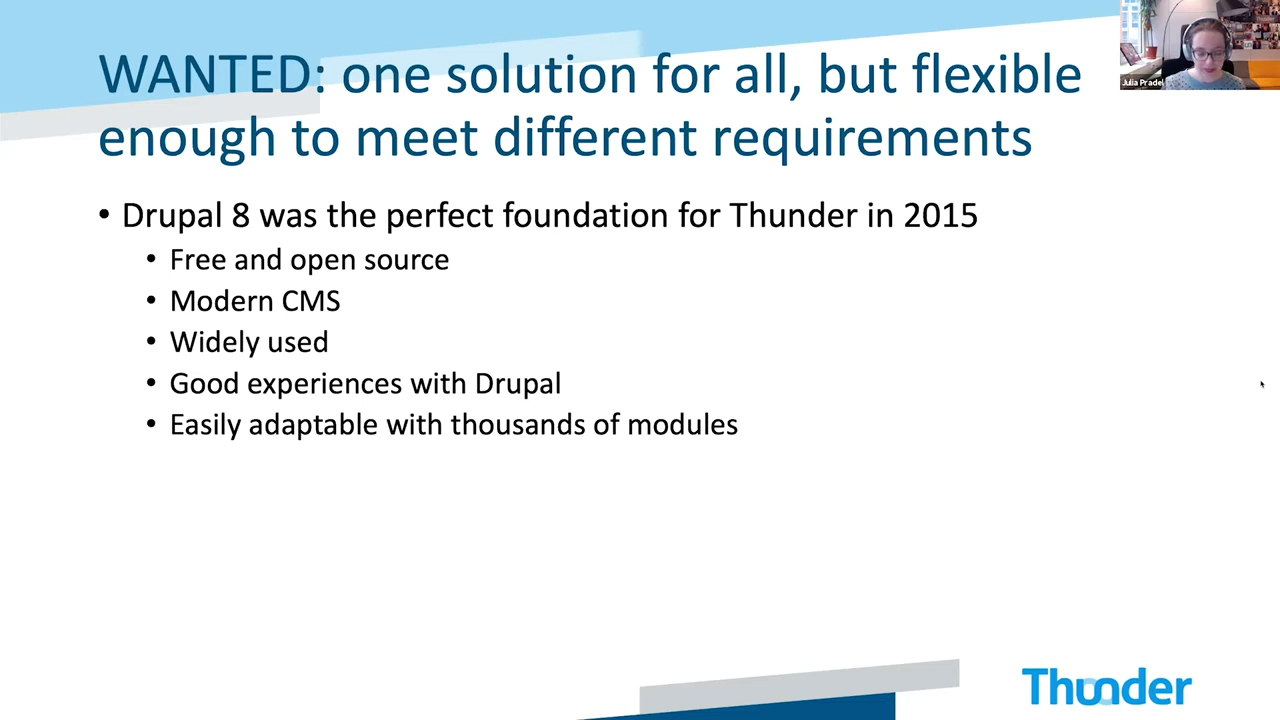 WANTED: one solution for all, but flexible
enough to meet different requirements
Julia Pradel
• Drupal 8 was the perfect foundation for Thunder in 2015
• Free and open source
• Modern CMS
• Widely used
• Good experiences with Drupal
• Easily adaptable with thousands of modules
Thunder